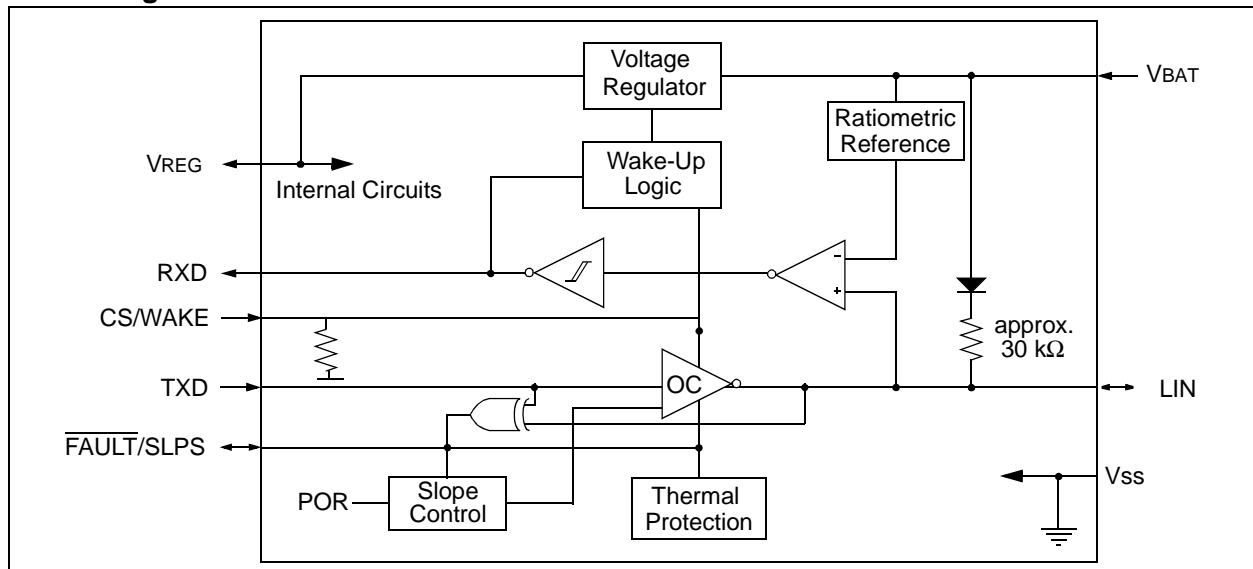 Voltage
Regulator
VBAT
Ratiometric
Reference
VREG
Internal Circuits
Wake-Up
Logic
RXD
-
+
CS/WAKE
approx.
30 kΩ
TXD
OC
LIN
FAULT/SLPS
VSS
POR
Slope
Control
Thermal
Protection